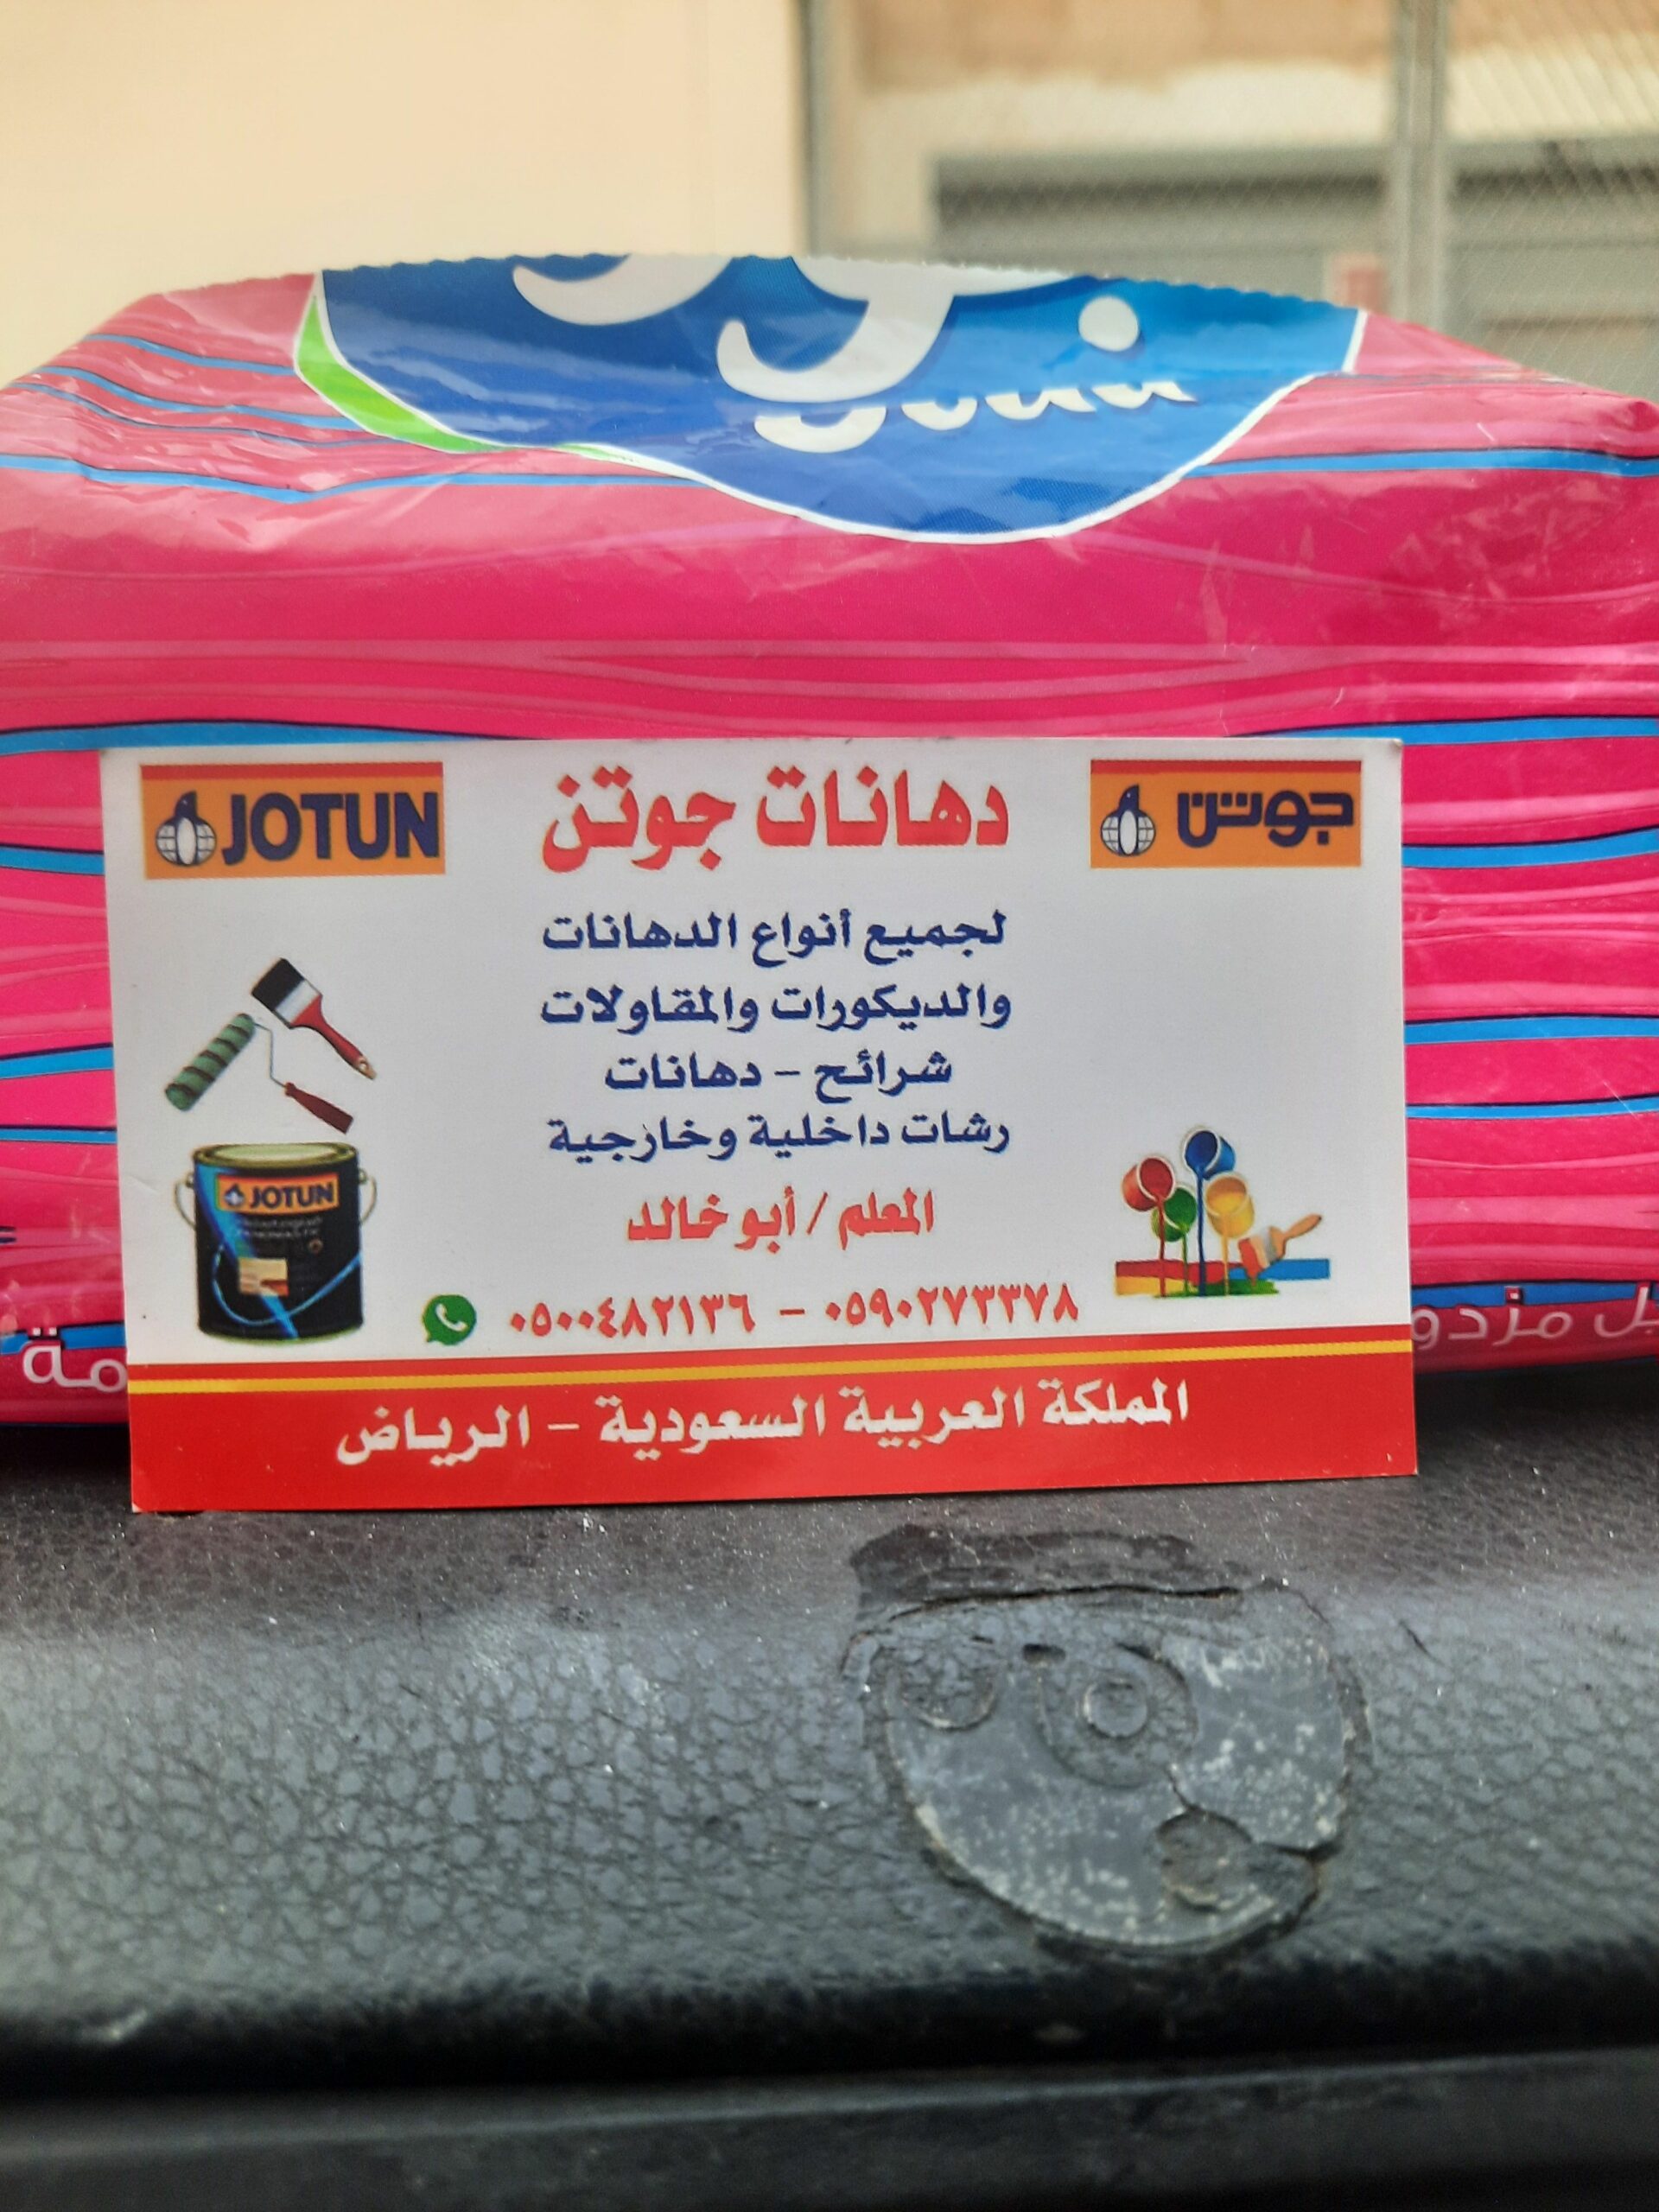 JOTUN
دهانات جوتن
جوتن
لجميع أنواع الدهانات
والديكورات والمقاولات
شرائح - دهانات
رشات داخلية وخارجية
JOTUN
المعلم / أبو خالد
٠٥٠٠٤٨٢١٣٦ - ٠٥٩٠٢٧٣٣٧٨
المملكة العربية السعودية - الرياض